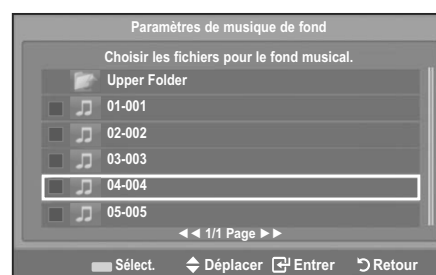 Paramètres de musique de fond
Choisir les fichiers pour le fond musical.
Upper Folder
01-001
02-002
03-003
04-004
05-005
◄◄ 1/1 Page ►►
Sélect. Déplacer Entrer Retour